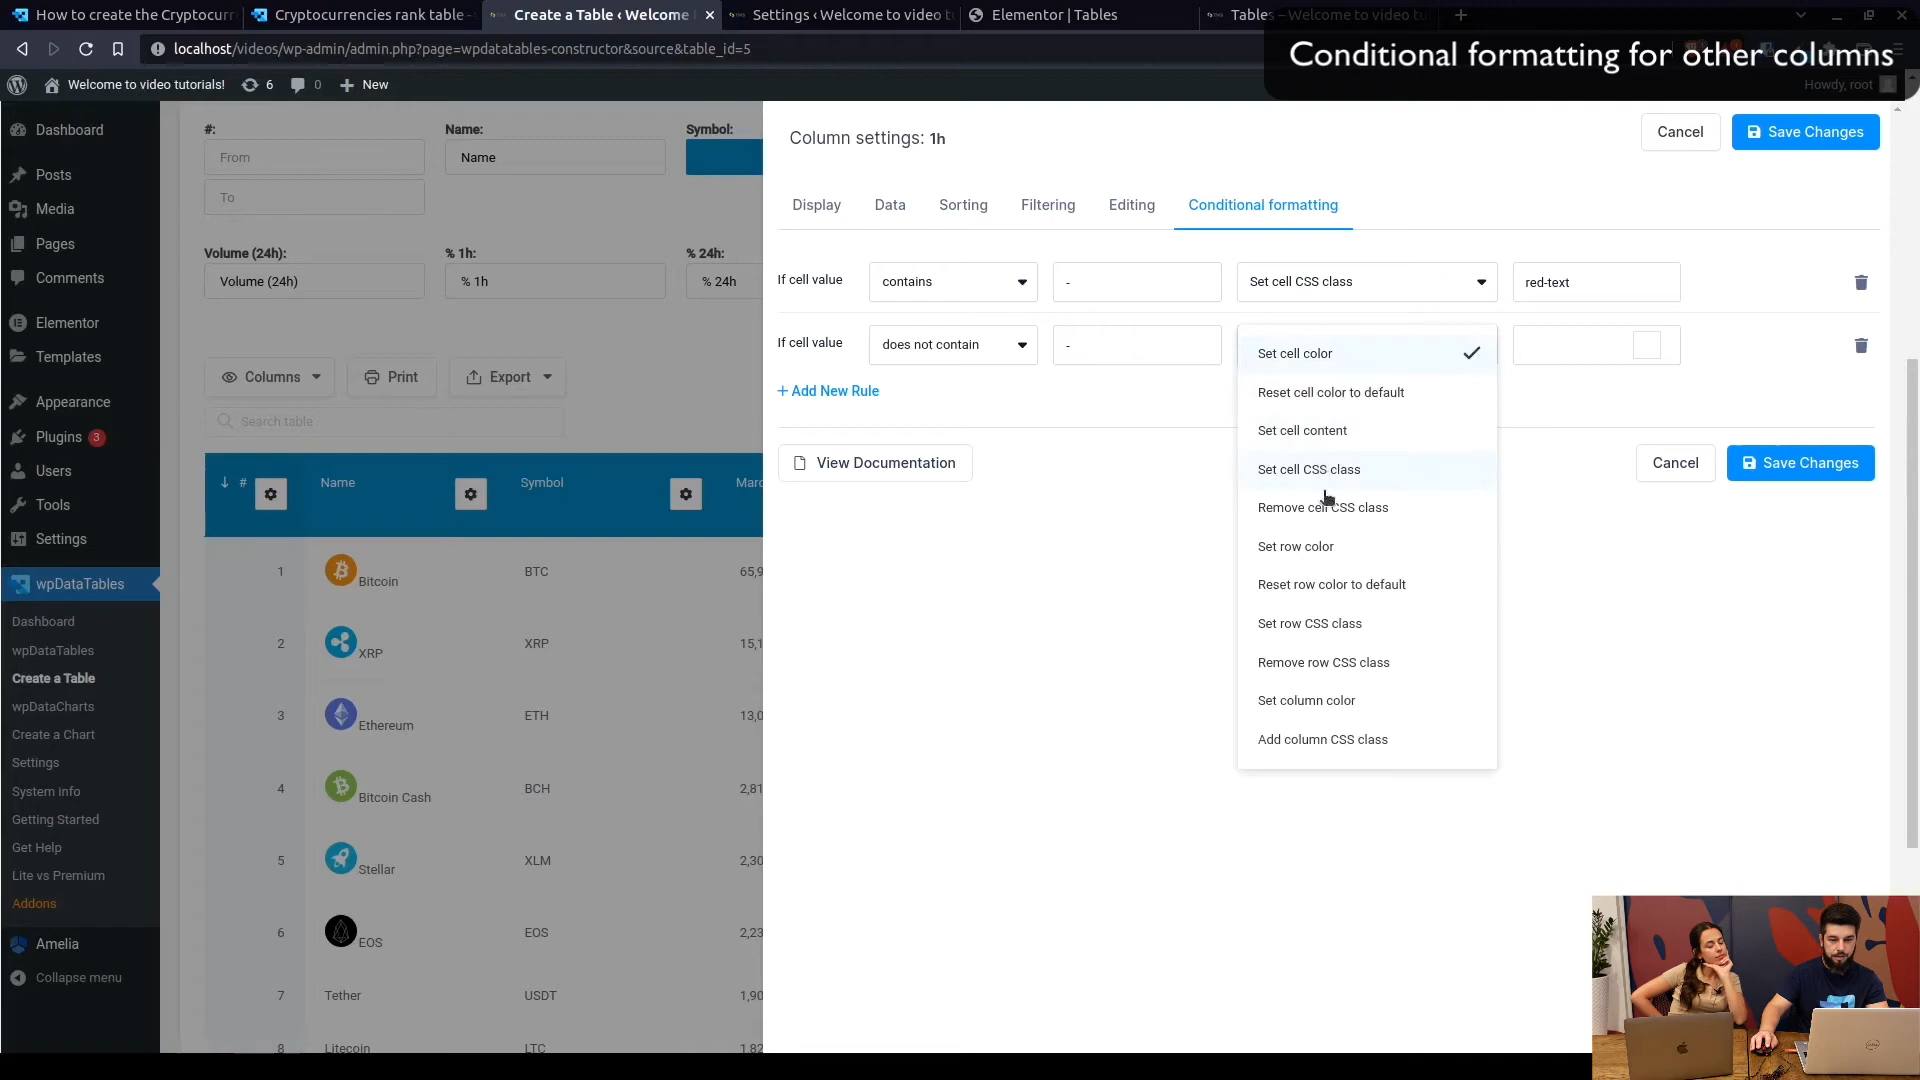 How to create the Cryptocurr
Cryptocurrencies rank table -
Create a Table ‹ Welcome
Settings ‹ Welcome to video t
Elementor | Tables
Tables – Welcome to video tu
localhost/videos/wp-admin/admin.php?page=wpdatatables-constructor&source&table_id=5
Conditional formatting for other columns
Welcome to video tutorials!
6
0
New
Howdy, root
Dashboard
Posts
Media
Pages
Comments
Elementor
Templates
Appearance
Plugins 3
Users
Tools
Settings
wpDataTables
Dashboard
wpDataTables
Create a Table
wpDataCharts
Create a Chart
Settings
System info
Getting Started
Get Help
Lite vs Premium
Addons
Amelia
Collapse menu
#:
Name:
Symbol:
From
Name
To
Volume (24h):
% 1h:
% 24h:
Volume (24h)
% 1h
% 24h
Columns
Print
Export
Search table
#
Name
Symbol
Marc
1 Bitcoin BTC 65,9
2 XRP XRP 15,1
3 Ethereum ETH 13,0
4 Bitcoin Cash BCH 2,81
5 Stellar XLM 2,30
6 EOS EOS 2,23
7 Tether USDT 1,90
8 Litecoin LTC 1,82
Column settings: 1h
Cancel
Save Changes
Display
Data
Sorting
Filtering
Editing
Conditional formatting
If cell value
contains
-
Set cell CSS class
red-text
If cell value
does not contain
-
+ Add New Rule
Set cell color
Reset cell color to default
Set cell content
Set cell CSS class
Remove cell CSS class
Set row color
Reset row color to default
Set row CSS class
Remove row CSS class
Set column color
Add column CSS class
View Documentation
Cancel
Save Changes